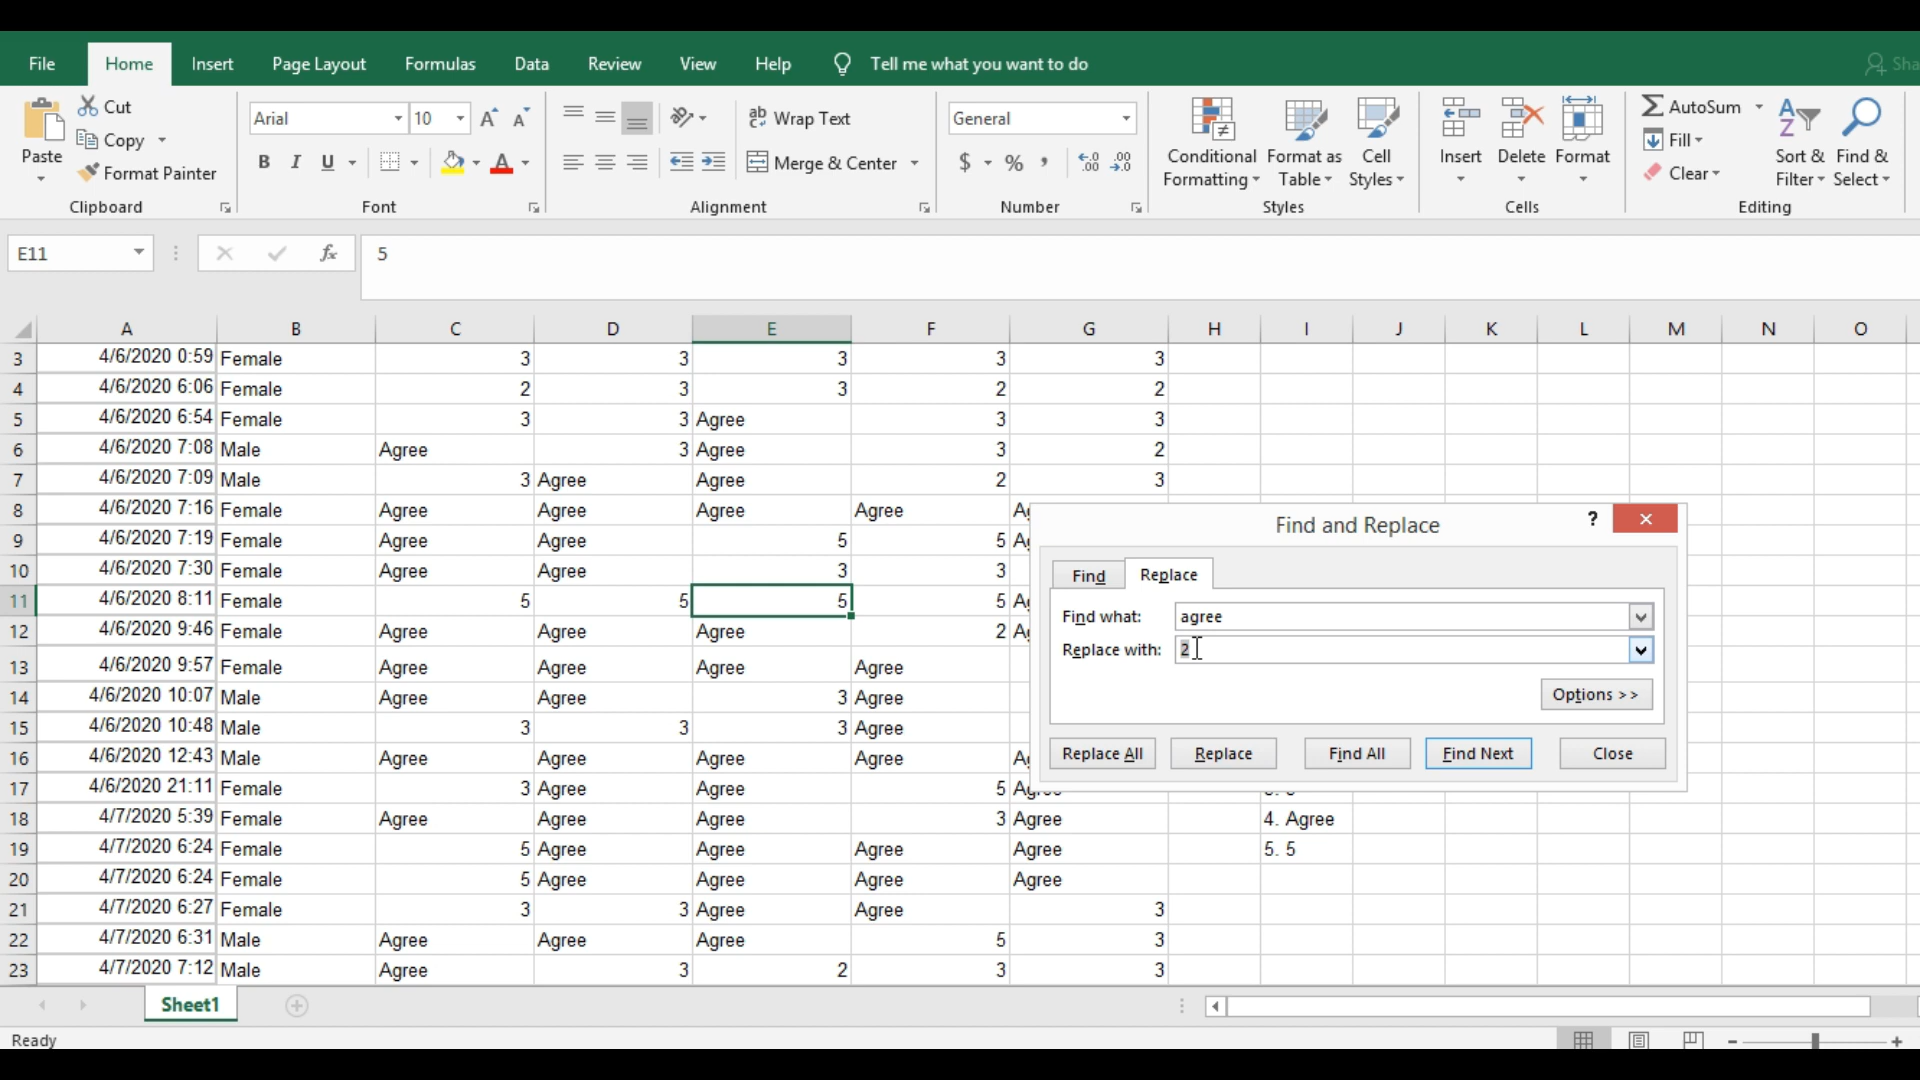 File Home Insert Page Layout Formulas Data Review View Help Tell me what you want to do Sha
Cut
Copy
Format Painter
Paste
Clipboard
Arial 10
B I U
Font
Wrap Text
Merge & Center
Alignment
General
$ % ,
Number
Conditional Formatting
Format as Table
Cell Styles
Styles
Insert
Delete
Format
Cells
AutoSum
Fill
Clear
Sort & Filter
Find & Select
Editing
E11 fx 5
A B C D E F G H I J K L M N O
3 4/6/2020 0:59 Female 3 3 3 3 3
4 4/6/2020 6:06 Female 2 3 3 2 2
5 4/6/2020 6:54 Female 3 3 Agree 3 3
6 4/6/2020 7:08 Male Agree 3 Agree 3 2
7 4/6/2020 7:09 Male 3 Agree Agree 2 3
8 4/6/2020 7:16 Female Agree Agree Agree Agree
9 4/6/2020 7:19 Female Agree Agree 5 5
10 4/6/2020 7:30 Female Agree Agree 3 3
11 4/6/2020 8:11 Female 5 5 5 5
12 4/6/2020 9:46 Female Agree Agree Agree 2
13 4/6/2020 9:57 Female Agree Agree Agree Agree
14 4/6/2020 10:07 Male Agree Agree 3 Agree
15 4/6/2020 10:48 Male 3 3 3 Agree
16 4/6/2020 12:43 Male Agree Agree Agree Agree
17 4/6/2020 21:11 Female 3 Agree Agree 5
18 4/7/2020 5:39 Female Agree Agree Agree 3 Agree 4. Agree
19 4/7/2020 6:24 Female 5 Agree Agree Agree Agree 5. 5
20 4/7/2020 6:24 Female 5 Agree Agree Agree Agree
21 4/7/2020 6:27 Female 3 3 Agree Agree 3
22 4/7/2020 6:31 Male Agree Agree Agree 5 3
23 4/7/2020 7:12 Male Agree 3 2 3 3
Find and Replace ?
Find Replace
Find what: agree
Replace with: 2
Options >>
Replace All Replace Find All Find Next Close
Sheet1
Ready